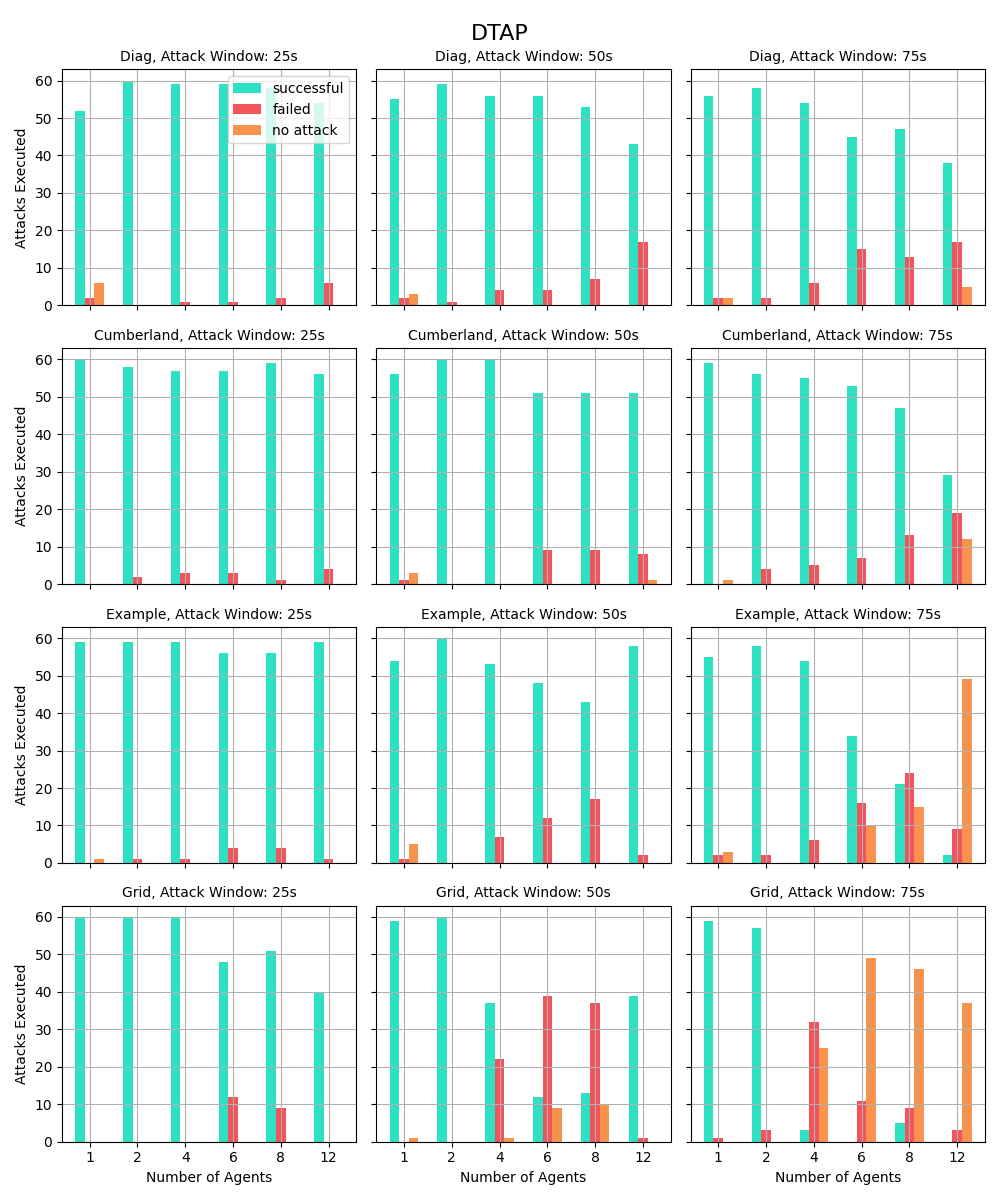 DTAP
Diag, Attack Window: 25s
Diag, Attack Window: 50s
Diag, Attack Window: 75s
successful
failed
no attack
60
50
40
30
20
10
0
Attacks Executed
Cumberland, Attack Window: 25s
Cumberland, Attack Window: 50s
Cumberland, Attack Window: 75s
60
50
40
30
20
10
0
Attacks Executed
Example, Attack Window: 25s
Example, Attack Window: 50s
Example, Attack Window: 75s
60
50
40
30
20
10
0
Attacks Executed
Grid, Attack Window: 25s
Grid, Attack Window: 50s
Grid, Attack Window: 75s
60
50
40
30
20
10
0
Attacks Executed
1 2 4 6 8 12
1 2 4 6 8 12
1 2 4 6 8 12
Number of Agents
Number of Agents
Number of Agents